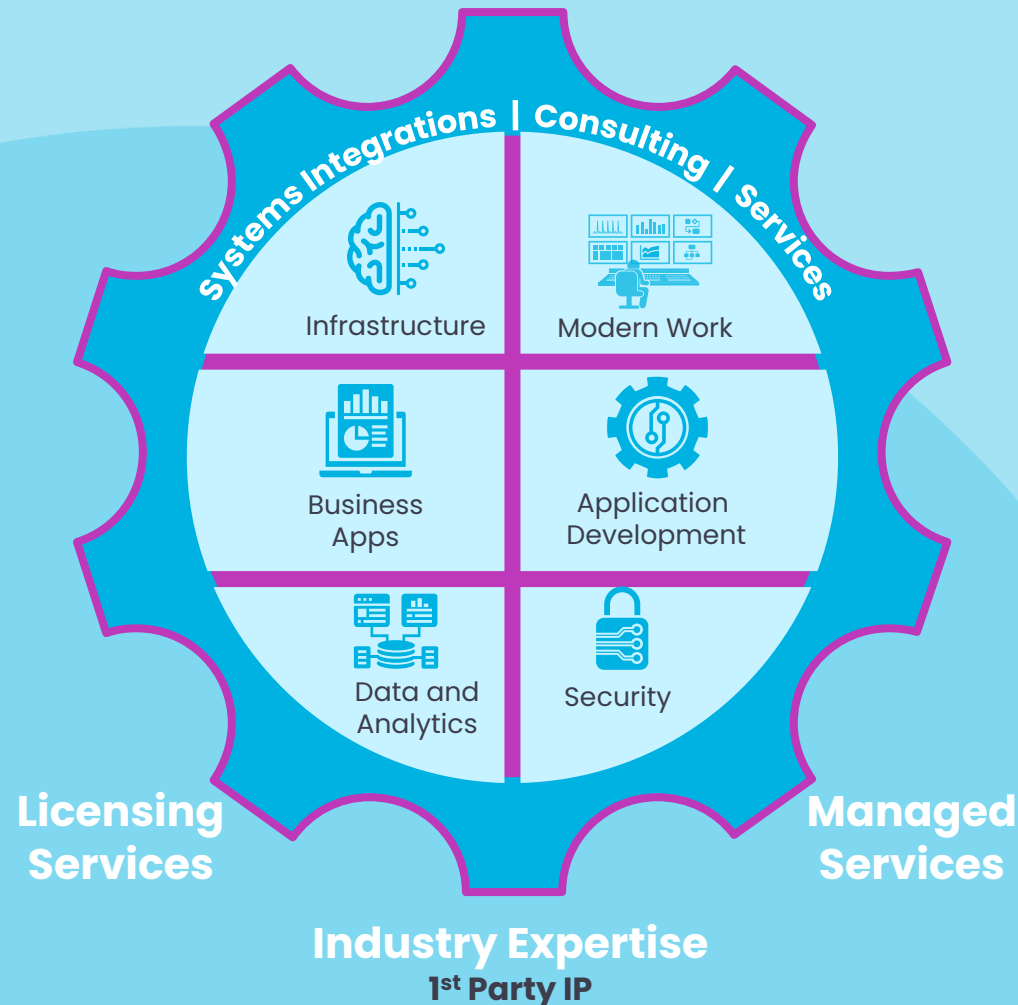 Systems Integrations | Consulting | Services
Infrastructure
Modern Work
Business
Apps
Application
Development
Data and
Analytics
Security
Licensing
Services
Managed
Services
Industry Expertise
1st Party IP